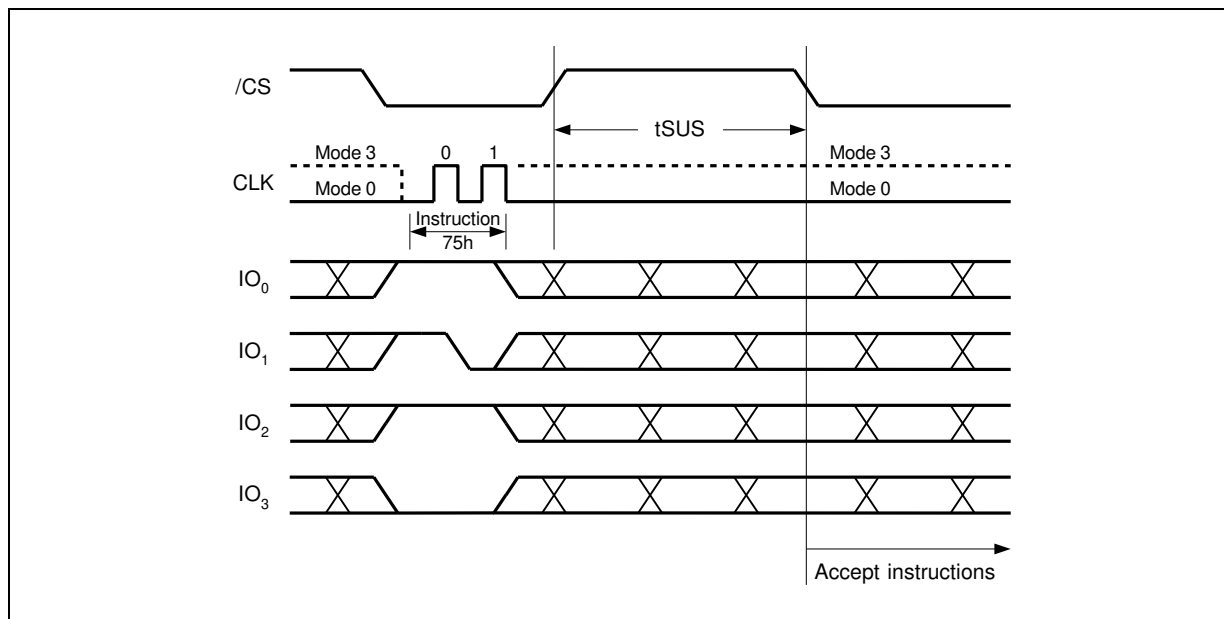 /CS
tSUS
Mode 3 0 1 Mode 3
CLK
Mode 0 Mode 0
Instruction
75h
IO0
IO1
IO2
IO3
Accept instructions